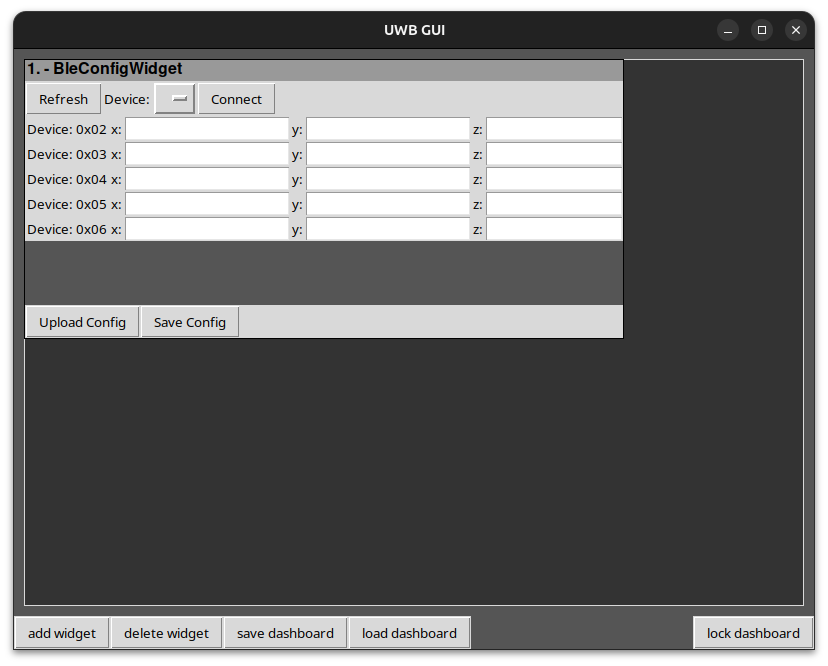 UWB GUI
1. - BleConfigWidget
Refresh Device: Connect
Device: 0x02 x: y: z:
Device: 0x03 x: y: z:
Device: 0x04 x: y: z:
Device: 0x05 x: y: z:
Device: 0x06 x: y: z:
Upload Config Save Config
add widget delete widget save dashboard load dashboard lock dashboard